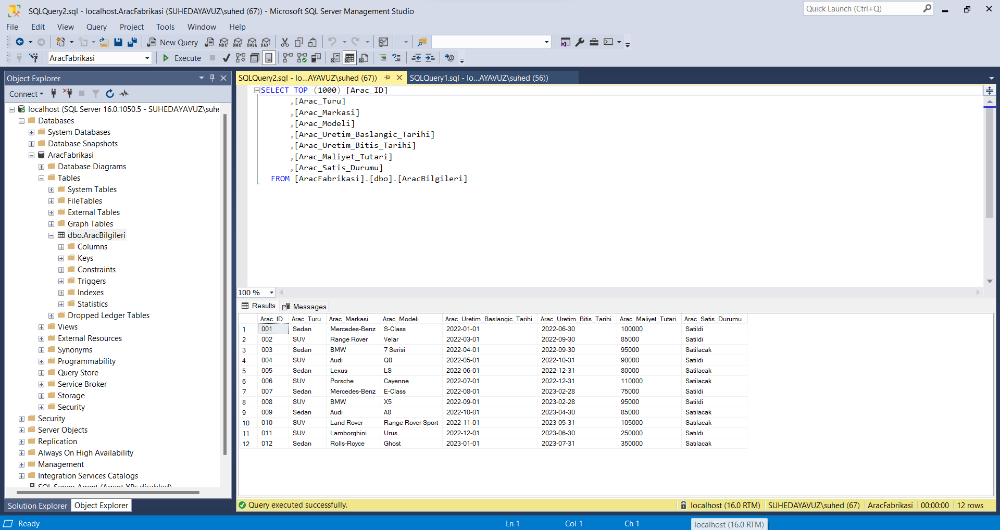 SQLQuery2.sql - localhost.AracFabrikasi (SUHEDAYAVUZ\suhed (67)) - Microsoft SQL Server Management Studio
Quick Launch (Ctrl+Q)
File Edit View Query Project Tools Window Help
New Query
MDX DMX XMLA DAX
AracFabrikasi
Execute
Object Explorer
Connect
localhost (SQL Server 16.0.1050.5 - SUHEDAYAVUZ\suhe
Databases
System Databases
Database Snapshots
AracFabrikasi
Database Diagrams
Tables
System Tables
FileTables
External Tables
Graph Tables
dbo.AracBilgileri
Columns
Keys
Constraints
Triggers
Indexes
Statistics
Dropped Ledger Tables
Views
External Resources
Synonyms
Programmability
Query Store
Service Broker
Storage
Security
Security
Server Objects
Replication
Always On High Availability
Management
Integration Services Catalogs
SQL Server Agent (Agent XPs disabled)
Solution Explorer
Object Explorer
SQLQuery2.sql - lo...AYAVUZ\suhed (67))
SQLQuery1.sql - lo...AYAVUZ\suhed (56))
SELECT TOP (1000) [Arac_ID]
,[Arac_Turu]
,[Arac_Markasi]
,[Arac_Modeli]
,[Arac_Uretim_Baslangic_Tarihi]
,[Arac_Uretim_Bitis_Tarihi]
,[Arac_Maliyet_Tutari]
,[Arac_Satis_Durumu]
FROM [AracFabrikasi].[dbo].[AracBilgileri]
100 %
Results Messages
Arac_ID Arac_Turu Arac_Markasi Arac_Modeli Arac_Uretim_Baslangic_Tarihi Arac_Uretim_Bitis_Tarihi Arac_Maliyet_Tutari Arac_Satis_Durumu
1 001 Sedan Mercedes-Benz S-Class 2022-01-01 2022-06-30 100000 Satildi
2 002 SUV Range Rover Velar 2022-03-01 2022-09-30 85000 Satildi
3 003 Sedan BMW 7 Serisi 2022-04-01 2022-09-30 95000 Satilacak
4 004 SUV Audi Q8 2022-05-01 2022-10-31 90000 Satildi
5 005 Sedan Lexus LS 2022-06-01 2022-12-31 80000 Satilacak
6 006 SUV Porsche Cayenne 2022-07-01 2022-12-31 110000 Satilacak
7 007 Sedan Mercedes-Benz E-Class 2022-08-01 2023-02-28 75000 Satildi
8 008 SUV BMW X5 2022-09-01 2023-02-28 95000 Satildi
9 009 Sedan Audi A8 2022-10-01 2023-04-30 85000 Satilacak
10 010 SUV Land Rover Range Rover Sport 2022-11-01 2023-05-31 105000 Satilacak
11 011 SUV Lamborghini Urus 2022-12-01 2023-06-30 250000 Satıldi
12 012 Sedan Rolls-Royce Ghost 2023-01-01 2023-07-31 350000 Satılacak
Query executed successfully.
localhost (16.0 RTM) SUHEDAYAVUZ\suhed (67) AracFabrikasi 00:00:00 12 rows
Ready
Ln 1 Col 1 Ch 1
localhost (16.0 RTM)